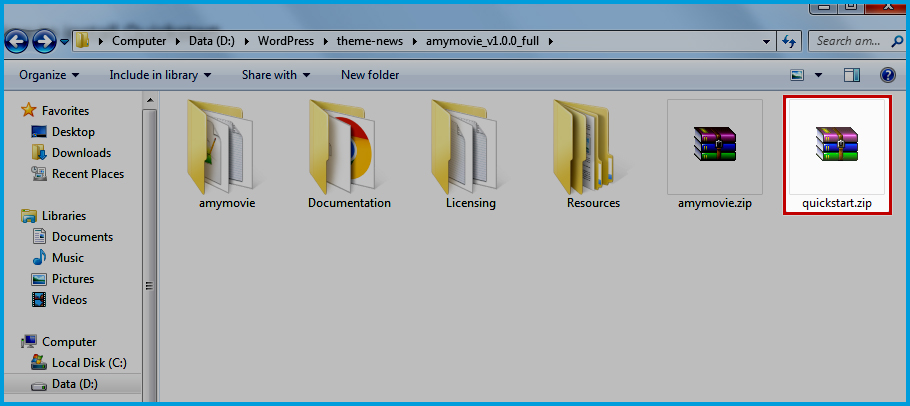 Computer Data (D:) WordPress theme-news amymovie_v1.0.0_full Search am...
Organize Include in library Share with New folder
Favorites
Desktop
Downloads
Recent Places
Libraries
Documents
Music
Pictures
Videos
Computer
Local Disk (C:)
Data (D:)
amymovie Documentation Licensing Resources amymovie.zip quickstart.zip